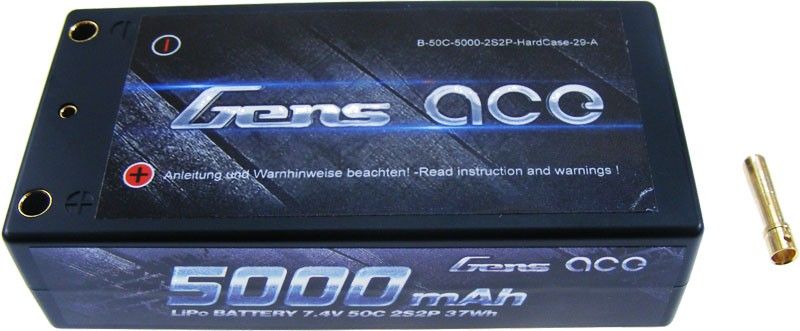 B-50C-5000-2S2P-HardCase-29-A
Gens ace
Anleitung und Warnhinweise beachten! -Read instruction and warnings !
Gens ace
5000mAh
LiPo BATTERY 7.4V 50C 2S2P 37Wh